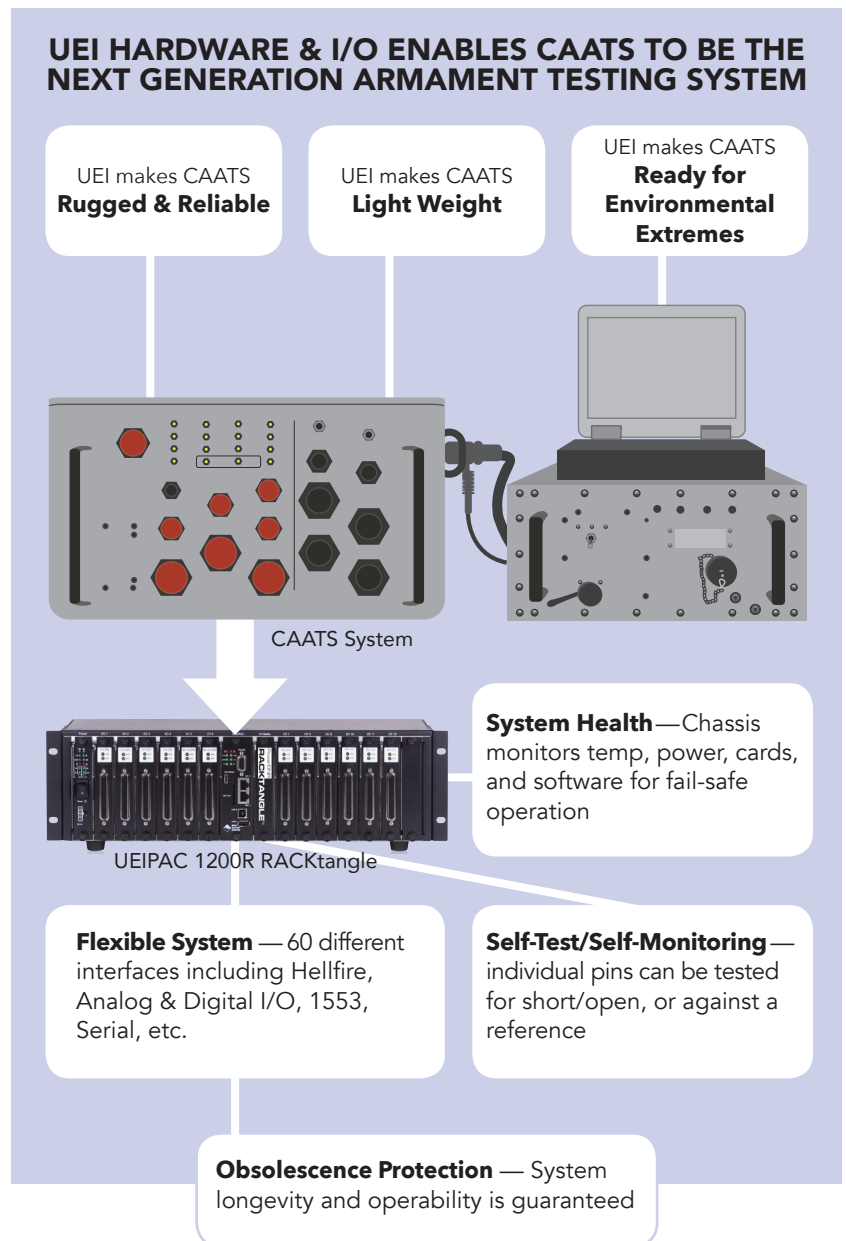 UEI HARDWARE & I/O ENABLES CAATS TO BE THE
NEXT GENERATION ARMAMENT TESTING SYSTEM
UEI makes CAATS
Rugged & Reliable
UEI makes CAATS
Light Weight
UEI makes CAATS
Ready for
Environmental
Extremes
CAATS System
RACKTANGLE
UEIPAC 1200R RACKtangle
System Health—Chassis
monitors temp, power, cards,
and software for fail-safe
operation
Flexible System — 60 different
interfaces including Hellfire,
Analog & Digital I/O, 1553,
Serial, etc.
Self-Test/Self-Monitoring—
individual pins can be tested
for short/open, or against a
reference
Obsolescence Protection — System
longevity and operability is guaranteed